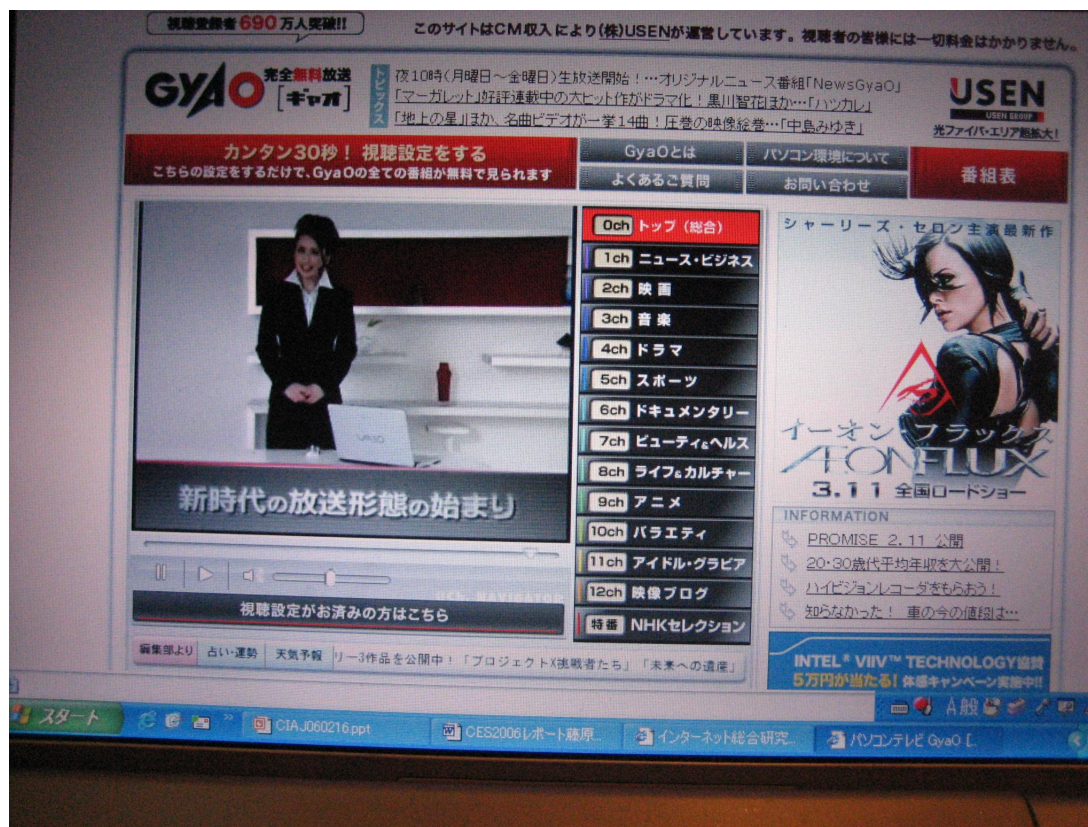 視聴登録者690万人突破!!
このサイトはCM収入により(株)USENが運営しています。視聴者の皆様には一切料金はかかりません。
GYAO 完全無料放送 [ギャオ]
トピックス
夜10時(月曜日～金曜日)生放送開始!…オリジナルニュース番組「NewsGyaO」
「マーガレット」好評連載中の大ヒット作がドラマ化!黒川智花ほか…「ハツカレ」
「地上の星」ほか、名曲ビデオが一挙14曲!圧巻の映像絵巻…「中島みゆき」
USEN
USEN GROUP
光ファイバ・エリア続拡大!
カンタン30秒! 視聴設定をする
こちらの設定をするだけで、GyaOの全ての番組が無料で見られます
GyaOとは
パソコン環境について
よくあるご質問
お問い合わせ
番組表
VAIO
新時代の放送形態の始まり
0ch トップ(総合)
1ch ニュース・ビジネス
2ch 映画
3ch 音楽
4ch ドラマ
5ch スポーツ
6ch ドキュメンタリー
7ch ビューティ&ヘルス
8ch ライフ&カルチャー
9ch アニメ
10ch バラエティ
11ch アイドル・グラビア
12ch 映像ブログ
特番 NHKセレクション
シャーリーズ・セロン主演最新作
イーオン・フラックス
ÆONFLUX
3.11 全国ロードショー
INFORMATION
PROMISE 2.11 公開
20・30歳代平均年収を大公開!
ハイビジョンレコーダをもらおう!
知らなかった! 車の今の値段は…
INTEL® VIIV™ TECHNOLOGY協賛
5万円が当たる! 体感キャンペーン実施中!!
0ch NAVIGATOR
視聴設定がお済みの方はこちら
編集部より 占い・運勢 天気予報 リー3作品を公開中!「プロジェクトX挑戦者たち」「未来への遺産」
A般
スタート
CIAJ060216.ppt
CES2006レポート藤原...
インターネット総合研究...
パソコンテレビ GyaO [...